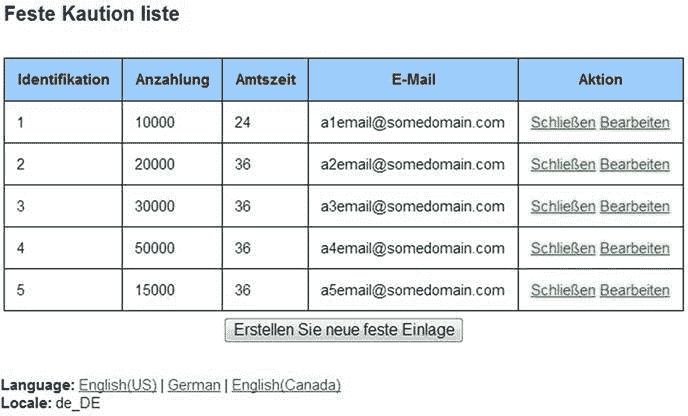 Feste Kaution liste
Identifikation Anzahlung Amtszeit E-Mail Aktion
1 10000 24 a1email@somedomain.com Schließen Bearbeiten
2 20000 36 a2email@somedomain.com Schließen Bearbeiten
3 30000 36 a3email@somedomain.com Schließen Bearbeiten
4 50000 36 a4email@somedomain.com Schließen Bearbeiten
5 15000 36 a5email@somedomain.com Schließen Bearbeiten
Erstellen Sie neue feste Einlage
Language: English(US) | German | English(Canada)
Locale: de_DE